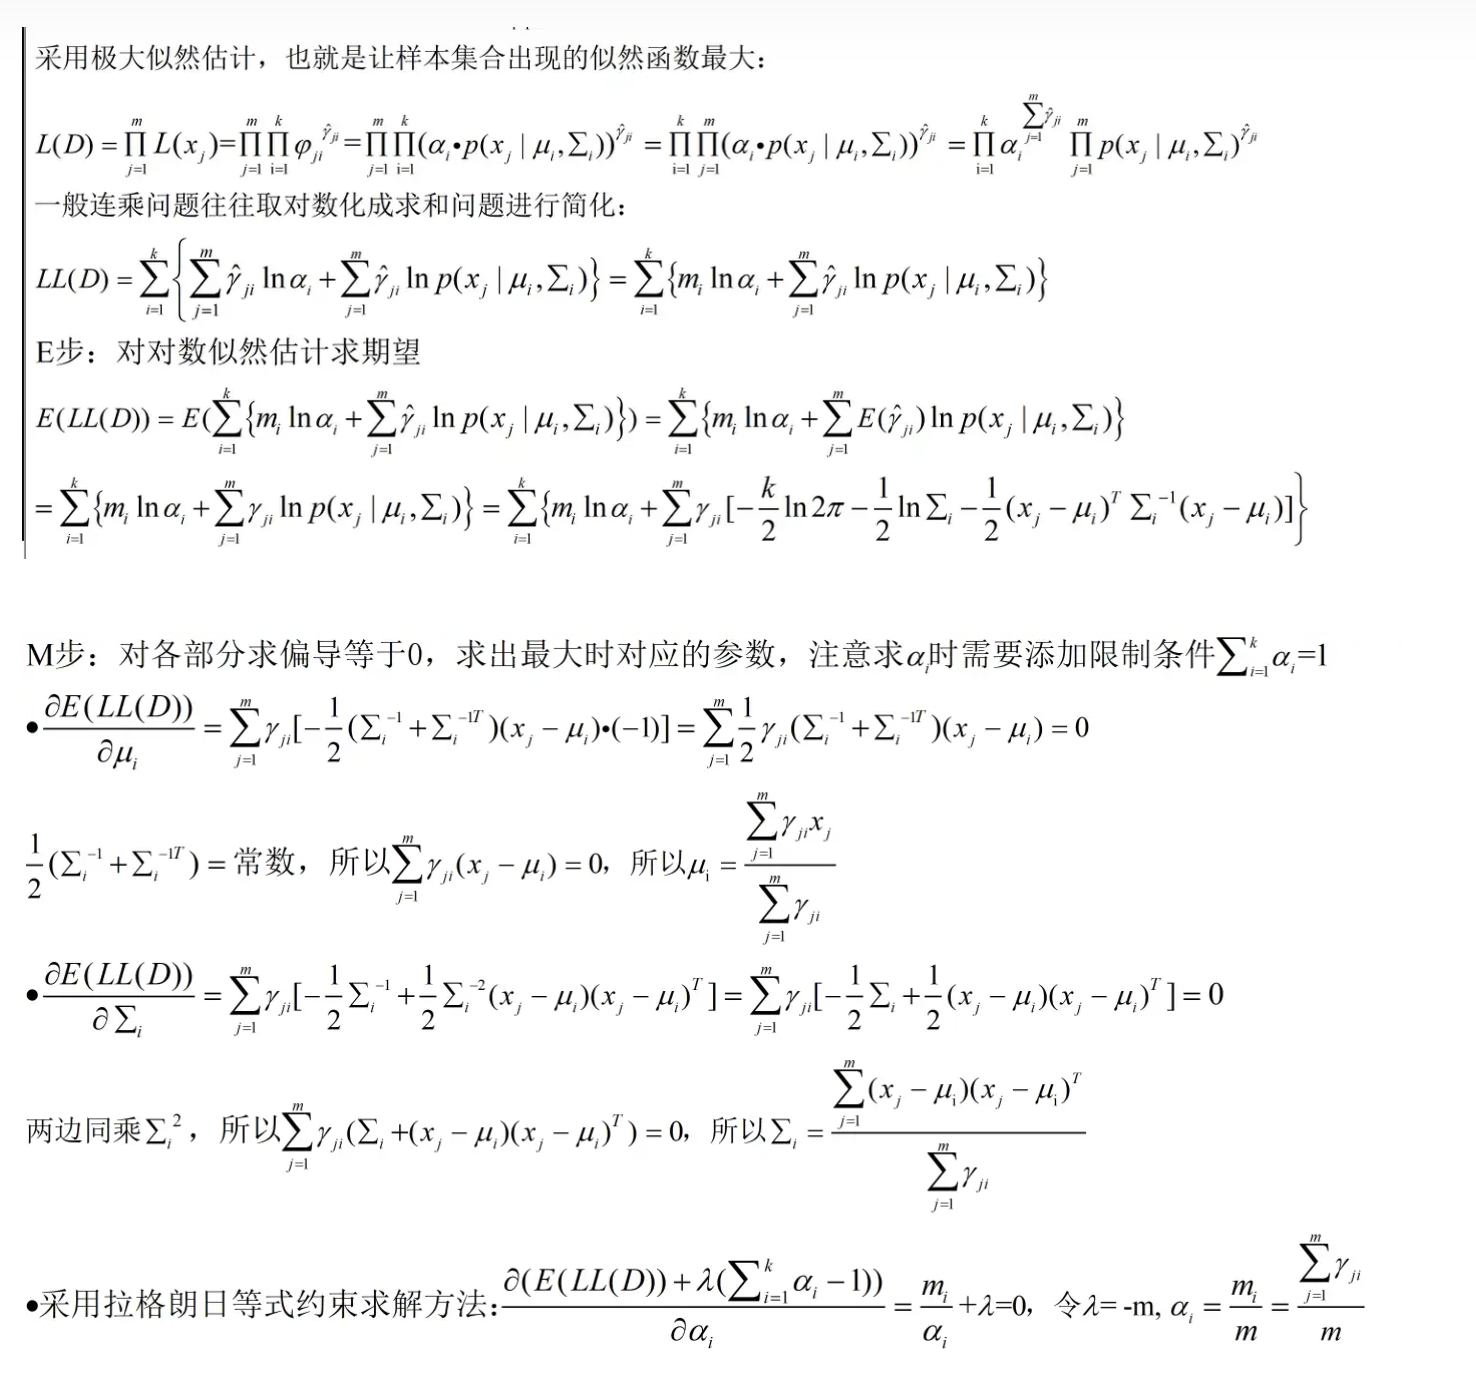 采用极大似然估计，也就是让样本集合出现的似然函数最大：
$L(D)=\prod_{j=1}^{m}L(x_j)=\prod_{j=1}^{m}\prod_{i=1}^{k}\varphi_{ji}^{\hat{\gamma}_{ji}}=\prod_{j=1}^{m}\prod_{i=1}^{k}(\alpha_i\bullet p(x_j|\mu_i,\Sigma_i))^{\hat{\gamma}_{ji}}=\prod_{i=1}^{k}\prod_{j=1}^{m}(\alpha_i\bullet p(x_j|\mu_i,\Sigma_i))^{\hat{\gamma}_{ji}}=\prod_{i=1}^{k}\alpha_i^{\sum_{j=1}^{m}\hat{\gamma}_{ji}}\prod_{j=1}^{m}p(x_j|\mu_i,\Sigma_i)^{\hat{\gamma}_{ji}}$
一般连乘问题往往取对数化成求和问题进行简化：
$LL(D)=\sum_{i=1}^{k}\{\sum_{j=1}^{m}\hat{\gamma}_{ji}\ln\alpha_i+\sum_{j=1}^{m}\hat{\gamma}_{ji}\ln p(x_j|\mu_i,\Sigma_i)\}=\sum_{i=1}^{k}\{m_i\ln\alpha_i+\sum_{j=1}^{m}\hat{\gamma}_{ji}\ln p(x_j|\mu_i,\Sigma_i)\}$
E步：对对数似然估计求期望
$E(LL(D))=E(\sum_{i=1}^{k}\{m_i\ln\alpha_i+\sum_{j=1}^{m}\hat{\gamma}_{ji}\ln p(x_j|\mu_i,\Sigma_i)\})=\sum_{i=1}^{k}\{m_i\ln\alpha_i+\sum_{j=1}^{m}E(\hat{\gamma}_{ji})\ln p(x_j|\mu_i,\Sigma_i)\}$
$=\sum_{i=1}^{k}\{m_i\ln\alpha_i+\sum_{j=1}^{m}\gamma_{ji}\ln p(x_j|\mu_i,\Sigma_i)\}=\sum_{i=1}^{k}\{m_i\ln\alpha_i+\sum_{j=1}^{m}\gamma_{ji}[-\frac{k}{2}\ln2\pi-\frac{1}{2}\ln\Sigma_i-\frac{1}{2}(x_j-\mu_i)^T\Sigma_i^{-1}(x_j-\mu_i)]\}$
M步：对各部分求偏导等于0，求出最大时对应的参数，注意求$\alpha_i$时需要添加限制条件$\sum_{i=1}^{k}\alpha_i=1$
•$\frac{\partial E(LL(D))}{\partial\mu_i}=\sum_{j=1}^{m}\gamma_{ji}[-\frac{1}{2}(\Sigma_i^{-1}+\Sigma_i^{-1T})(x_j-\mu_i)\bullet(-1)]=\sum_{j=1}^{m}\frac{1}{2}\gamma_{ji}(\Sigma_i^{-1}+\Sigma_i^{-1T})(x_j-\mu_i)=0$
$\frac{1}{2}(\Sigma_i^{-1}+\Sigma_i^{-1T})=$常数，所以$\sum_{j=1}^{m}\gamma_{ji}(x_j-\mu_i)=0$，所以$\mu_i=\frac{\sum_{j=1}^{m}\gamma_{ji}x_j}{\sum_{j=1}^{m}\gamma_{ji}}$
•$\frac{\partial E(LL(D))}{\partial\Sigma_i}=\sum_{j=1}^{m}\gamma_{ji}[-\frac{1}{2}\Sigma_i^{-1}+\frac{1}{2}\Sigma_i^{-2}(x_j-\mu_i)(x_j-\mu_i)^T]=\sum_{j=1}^{m}\gamma_{ji}[-\frac{1}{2}\Sigma_i+\frac{1}{2}(x_j-\mu_i)(x_j-\mu_i)^T]=0$
两边同乘$\Sigma_i^2$，所以$\sum_{j=1}^{m}\gamma_{ji}(\Sigma_i+(x_j-\mu_i)(x_j-\mu_i)^T)=0$，所以$\Sigma_i=\frac{\sum_{j=1}^{m}(x_j-\mu_i)(x_j-\mu_i)^T}{\sum_{j=1}^{m}\gamma_{ji}}$
•采用拉格朗日等式约束求解方法：$\frac{\partial(E(LL(D))+\lambda(\sum_{i=1}^{k}\alpha_i-1))}{\partial\alpha_i}=\frac{m_i}{\alpha_i}+\lambda=0$，令$\lambda$= -m, $\alpha_i=\frac{m_i}{m}=\frac{\sum_{j=1}^{m}\gamma_{ji}}{m}$